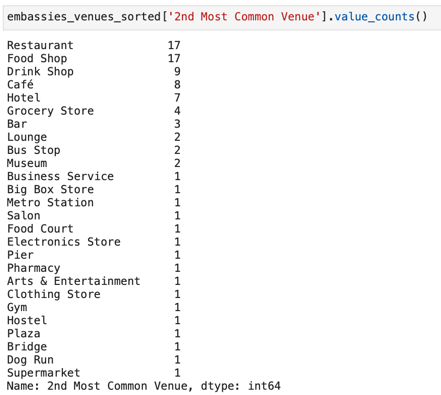 embassies_venues_sorted['2nd Most Common Venue'].value_counts()
Restaurant 17
Food Shop 17
Drink Shop 9
Café 8
Hotel 7
Grocery Store 4
Bar 3
Lounge 2
Bus Stop 2
Museum 2
Business Service 1
Big Box Store 1
Metro Station 1
Salon 1
Food Court 1
Electronics Store 1
Pier 1
Pharmacy 1
Arts & Entertainment 1
Clothing Store 1
Gym 1
Hostel 1
Plaza 1
Bridge 1
Dog Run 1
Supermarket 1
Name: 2nd Most Common Venue, dtype: int64